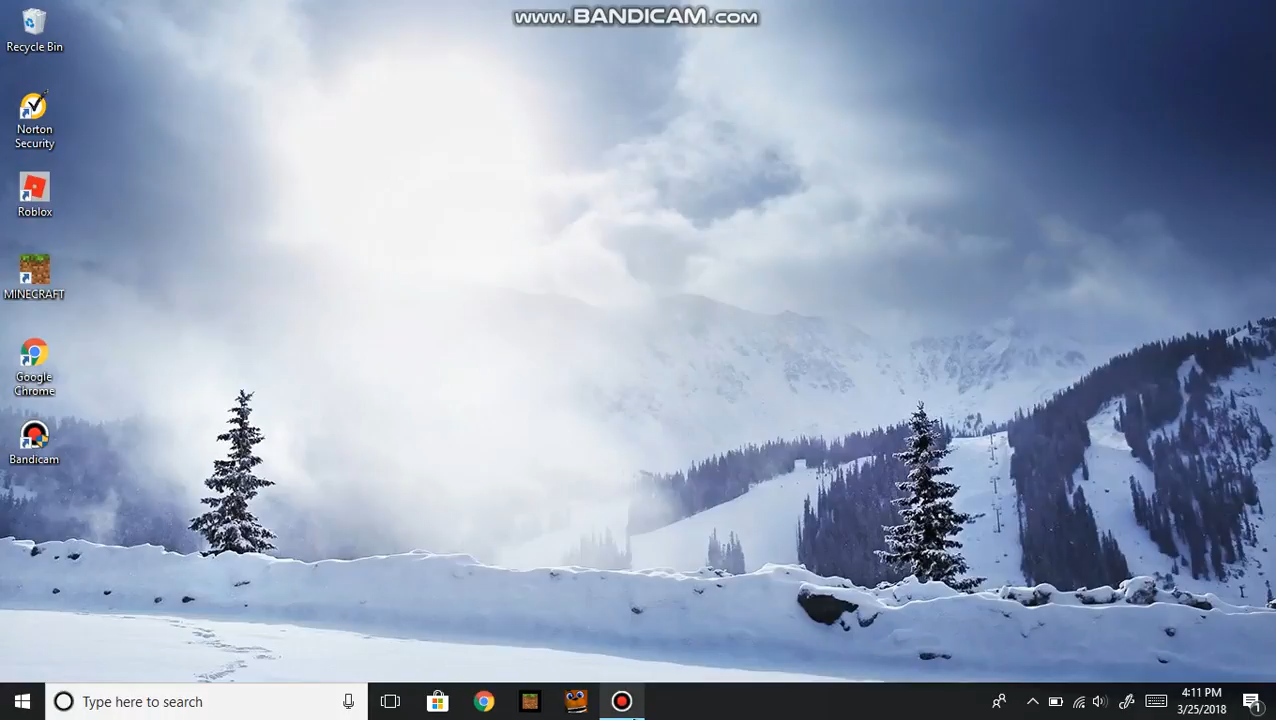 www.BANDICAM.com
Recycle Bin
Norton
Security
Roblox
MINECRAFT
Google
Chrome
Bandicam
Type here to search
4:11 PM
3/25/2018
1